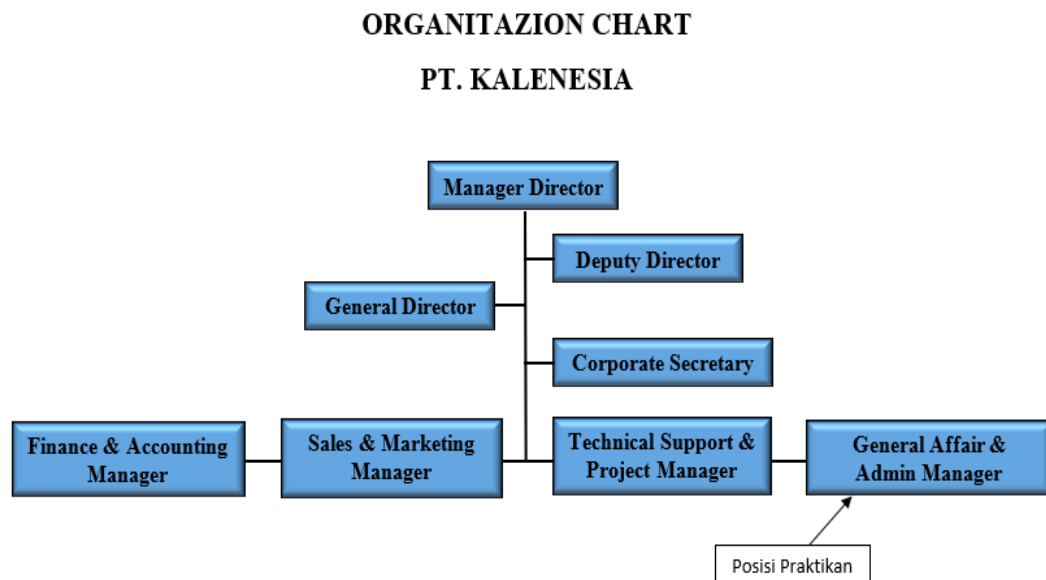 ORGANITAZION CHART
PT. KALENESIA
Manager Director
Deputy Director
General Director
Corporate Secretary
Finance & Accounting
Manager
Sales & Marketing
Manager
Technical Support &
Project Manager
General Affair &
Admin Manager
Posisi Praktikan